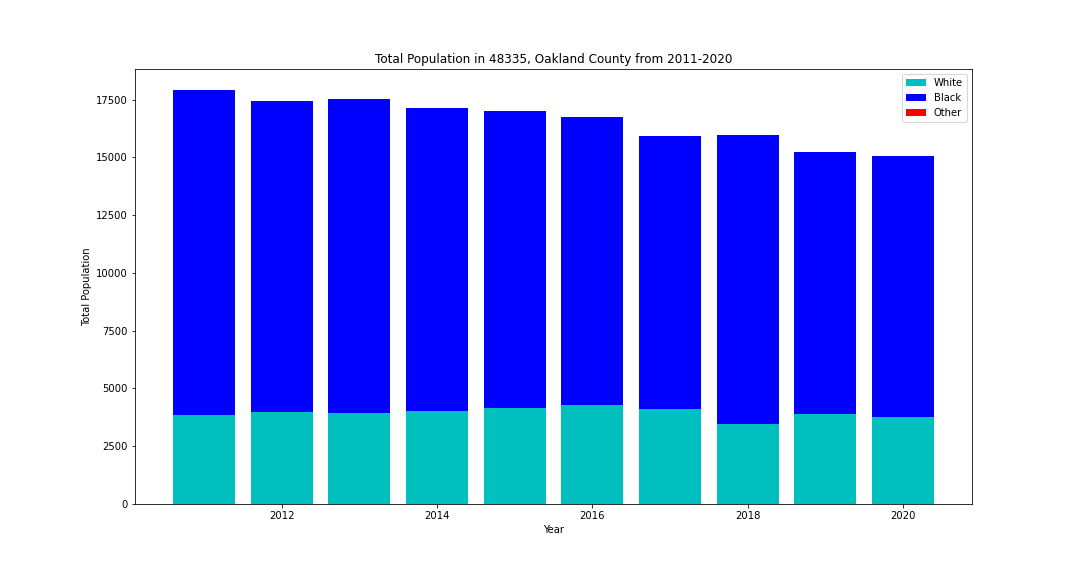 Total Population in 48335, Oakland County from 2011-2020
White
Black
Other
17500
15000
12500
10000
7500
5000
2500
0
Total Population
2012
2014
2016
2018
2020
Year